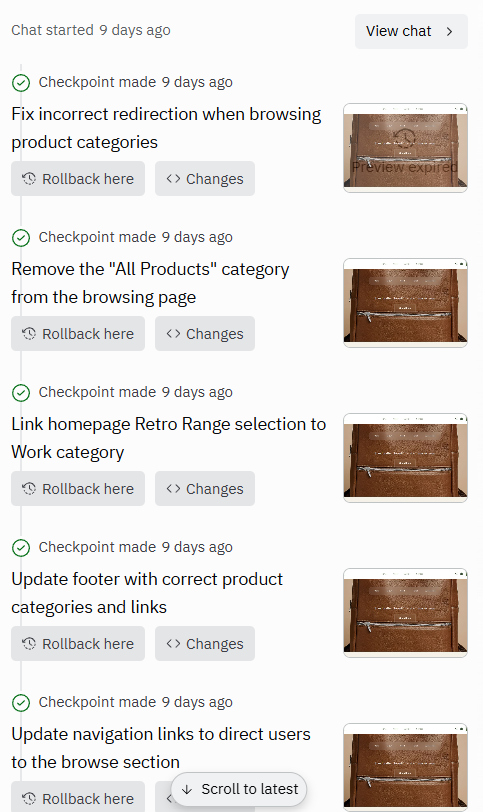 Chat started 9 days ago
View chat
Checkpoint made 9 days ago
Fix incorrect redirection when browsing
product categories
Preview expired
Rollback here
Changes
Checkpoint made 9 days ago
Remove the "All Products" category
from the browsing page
Rollback here
Changes
Checkpoint made 9 days ago
Link homepage Retro Range selection to
Work category
Rollback here
Changes
Checkpoint made 9 days ago
Update footer with correct product
categories and links
Rollback here
Changes
Checkpoint made 9 days ago
Update navigation links to direct users
to the browse section
Rollback here
Scroll to latest